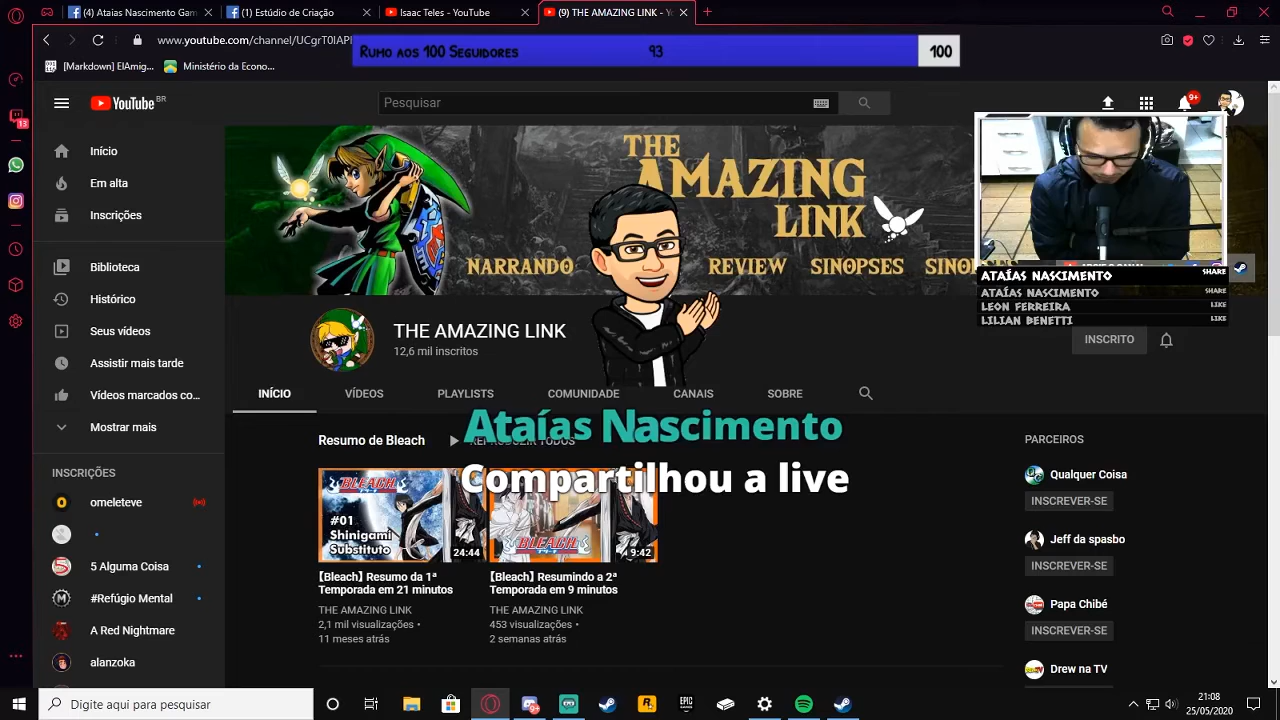 (4) Ataias Nascimento Gam
(1) Estúdio de Criação
Isaac Teles - YouTube
(9) THE AMAZING LINK - Yo
www.youtube.com/channel/UCgrT0IAPl
Rumo aos 100 Seguidores
93
100
[Markdown] ElAmig...
Ministério da Econo...
YouTube BR
Pesquisar
9+
13
Início
Em alta
Inscrições
Biblioteca
Histórico
Seus vídeos
Assistir mais tarde
Vídeos marcados co...
Mostrar mais
INSCRIÇÕES
omeleteve
5 Alguma Coisa
#Refúgio Mental
A Red Nightmare
alanzoka
THE
AMAZING
LINK
NARRANDO
REVIEW
SINOPSES
ATAÍAS NASCIMENTO SHARE
ATAÍAS NASCIMENTO SHARE
LEON FERREIRA LIKE
LILIAN BENETTI LIKE
THE AMAZING LINK
12,6 mil inscritos
INSCRITO
INÍCIO
VÍDEOS
PLAYLISTS
COMUNIDADE
CANAIS
SOBRE
Ataías Nascimento
Compartilhou a live
Resumo de Bleach
REPRODUZIR TODOS
BLEACH
#01
Shinigami
Substituto
24:44
BLEACH
9:42
【Bleach】 Resumo da 1ª
Temporada em 21 minutos
THE AMAZING LINK
2,1 mil visualizações •
11 meses atrás
【Bleach】 Resumindo a 2ª
Temporada em 9 minutos
THE AMAZING LINK
453 visualizações •
2 semanas atrás
PARCEIROS
Qualquer Coisa
INSCREVER-SE
Jeff da spasbo
INSCREVER-SE
Papa Chibé
INSCREVER-SE
Drew na TV
Digite aqui para pesquisar
EPIC
21:08
25/05/2020